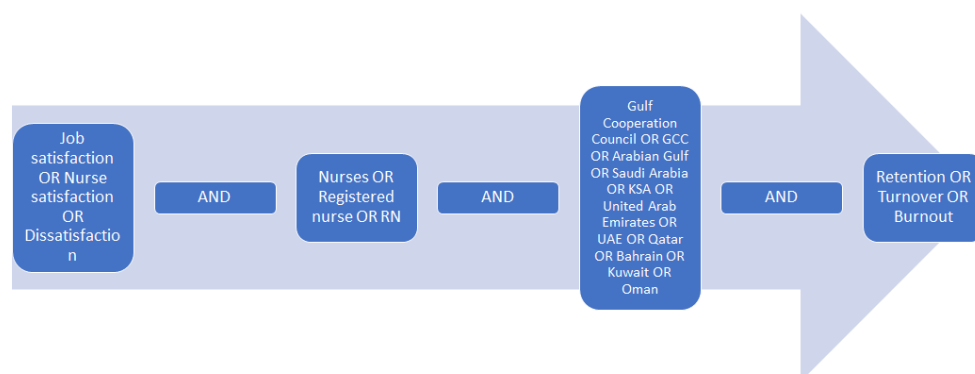 Job
satisfaction
OR Nurse
satisfaction
OR
Dissatisfactio
n
AND
Nurses OR
Registered
nurse OR RN
AND
Gulf
Cooperation
Council OR GCC
OR Arabian Gulf
OR Saudi Arabia
OR KSA OR
United Arab
Emirates OR
UAE OR Qatar
OR Bahrain OR
Kuwait OR
Oman
AND
Retention OR
Turnover OR
Burnout